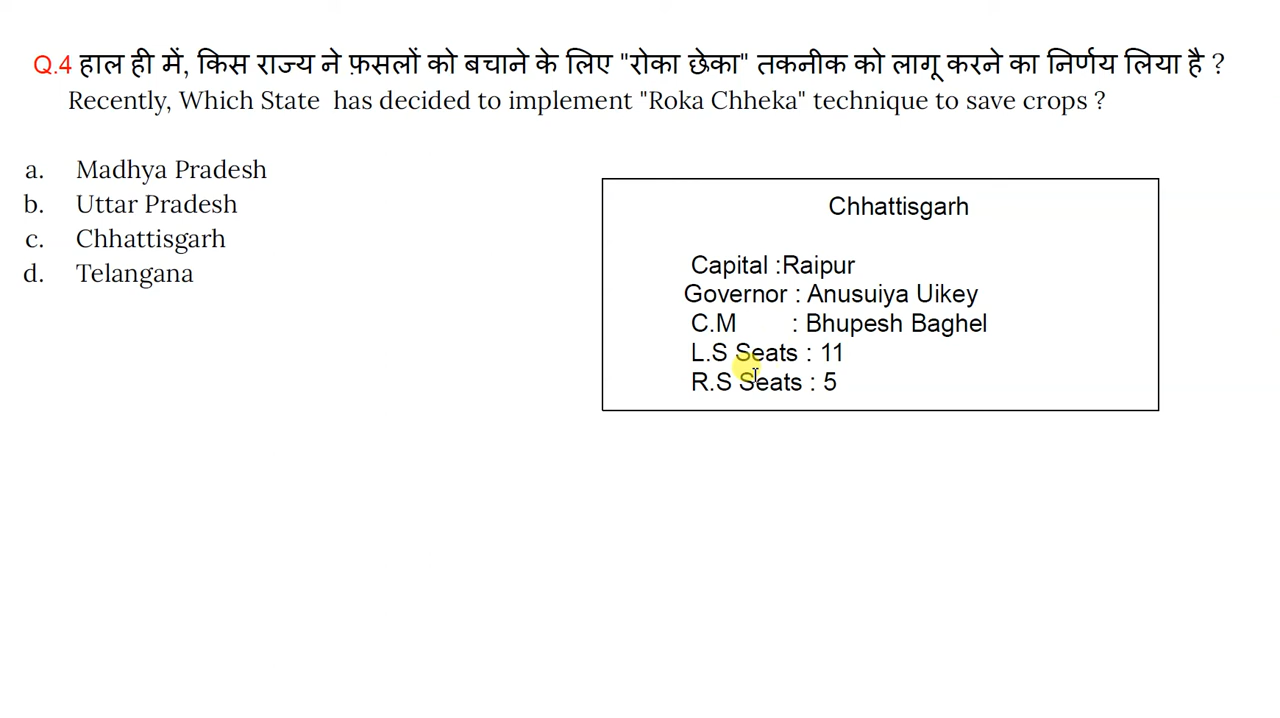 Q.4 हाल ही में, किस राज्य ने फ़सलों को बचाने के लिए "रोका छेका" तकनीक को लागू करने का निर्णय लिया है ?
Recently, Which State has decided to implement "Roka Chheka" technique to save crops ?
a. Madhya Pradesh
b. Uttar Pradesh
c. Chhattisgarh
d. Telangana
Chhattisgarh
Capital :Raipur
Governor : Anusuiya Uikey
C.M : Bhupesh Baghel
L.S Seats : 11
R.S Seats : 5